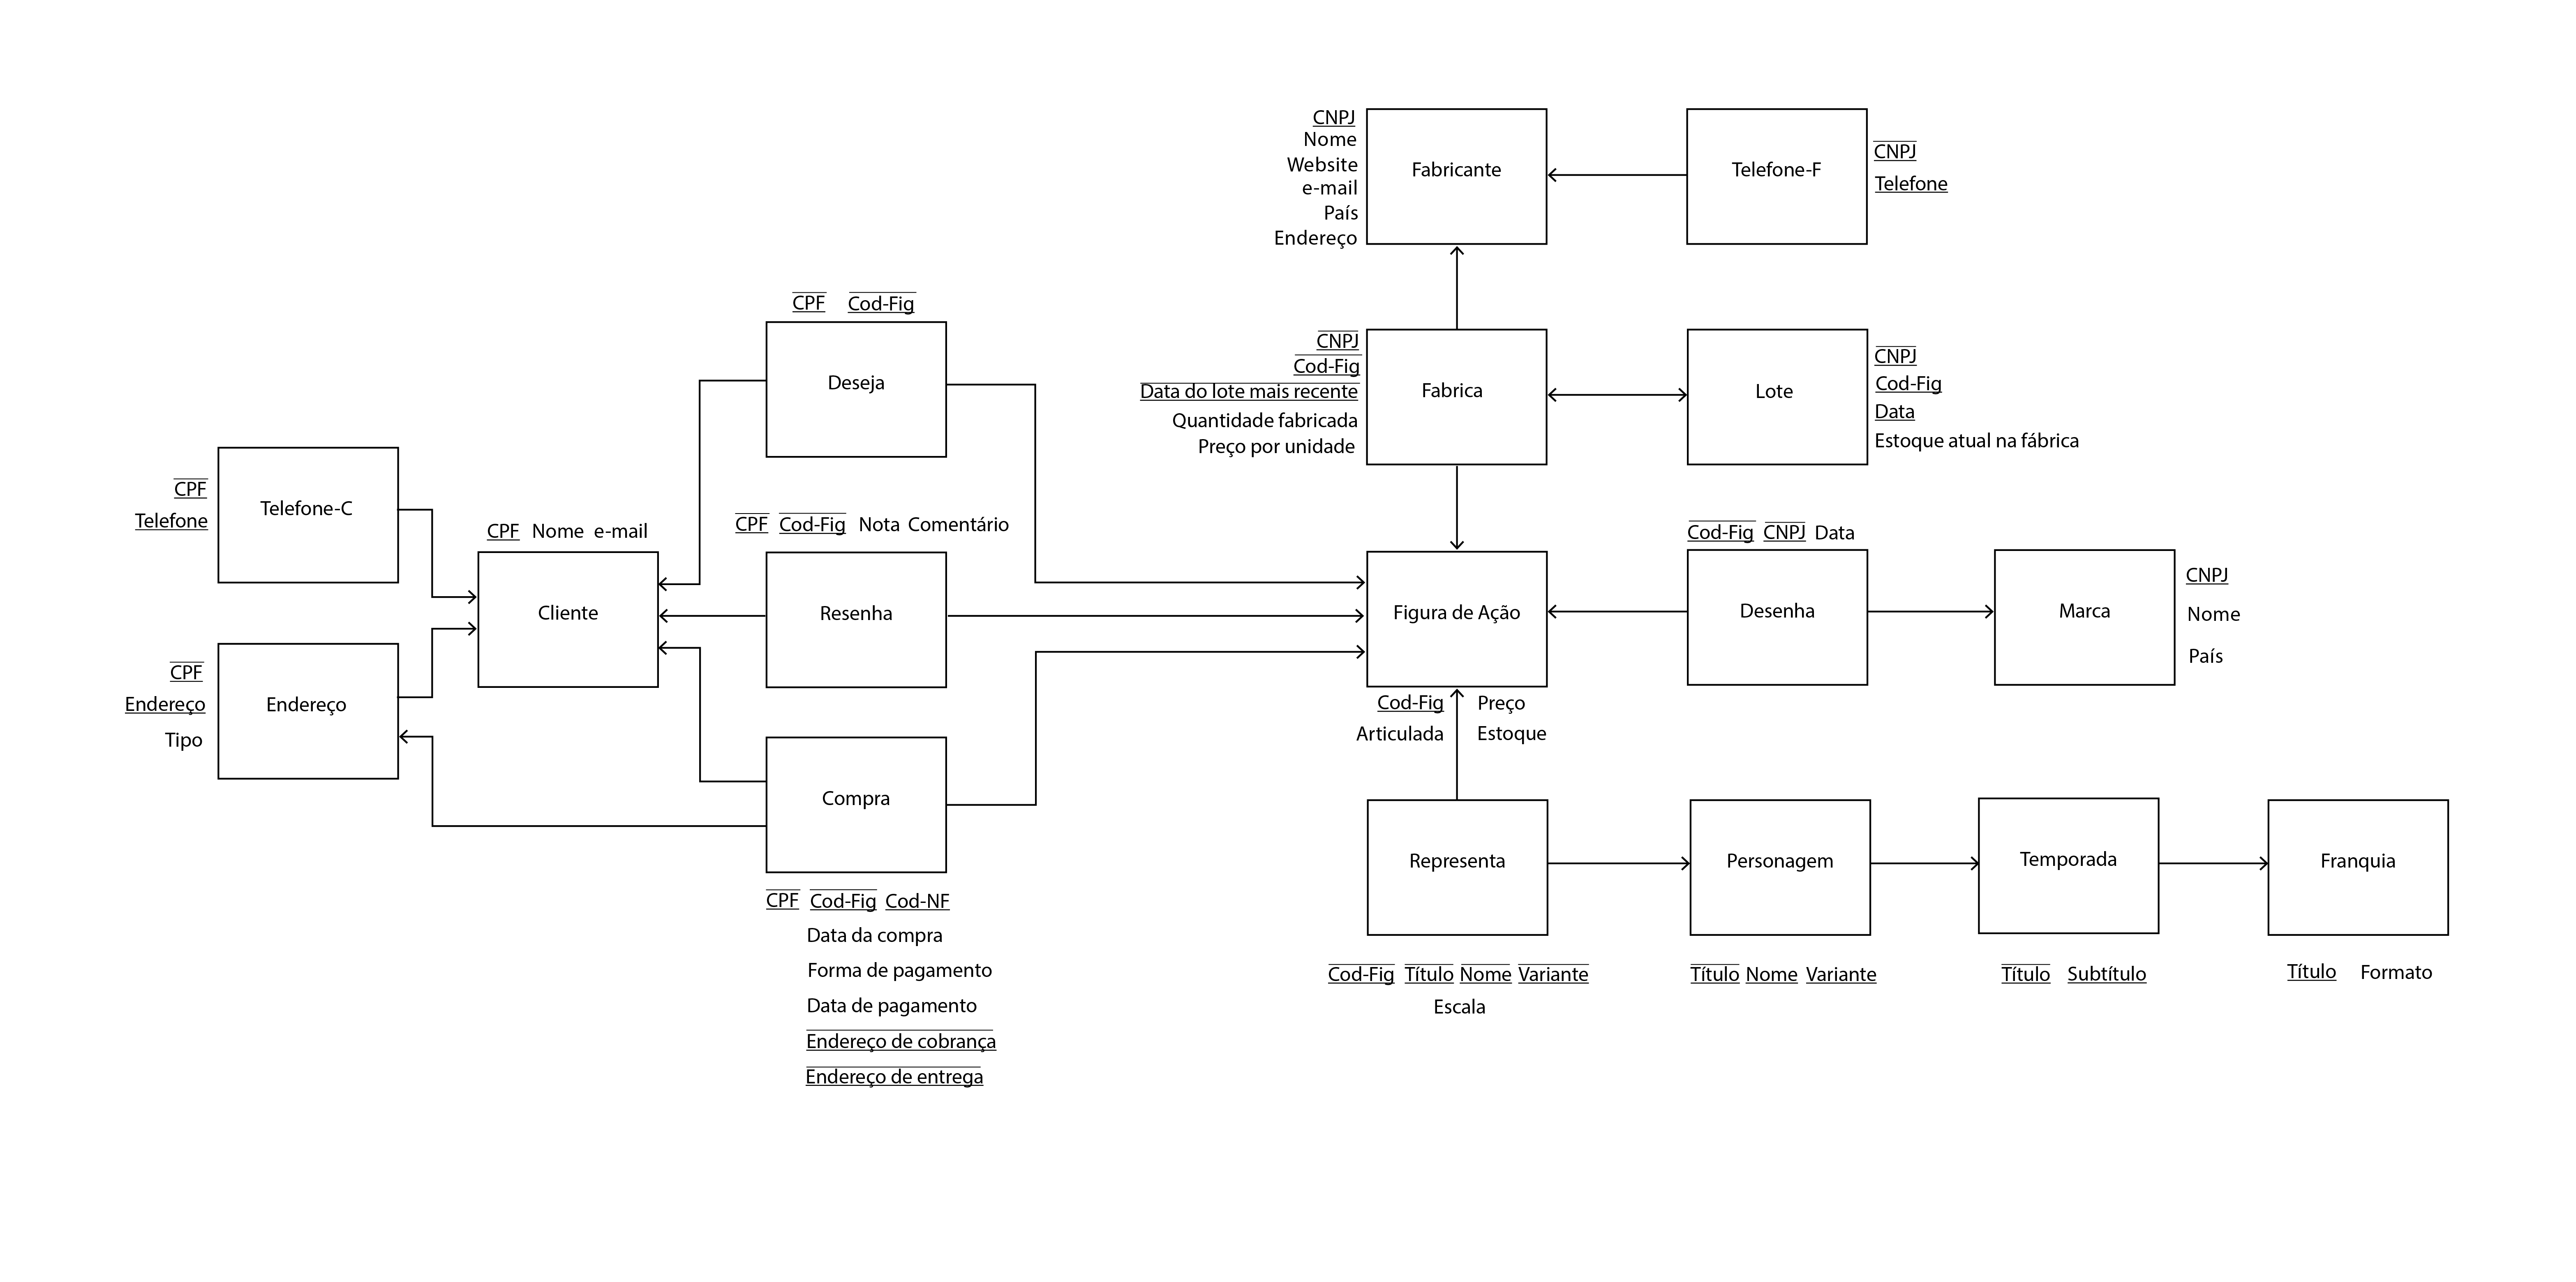 CNPJ
Nome
Website
e-mail
País
Endereço
Fabricante
Telefone-F
CNPJ
Telefone
CPF Cod-Fig
Deseja
CNPJ
Cod-Fig
Data do lote mais recente
Quantidade fabricada
Preço por unidade
Fabrica
Lote
CNPJ
Cod-Fig
Data
Estoque atual na fábrica
CPF
Telefone
Telefone-C
CPF Nome e-mail
Cliente
CPF Cod-Fig Nota Comentário
Resenha
Figura de Ação
Cod-Fig Preço
Articulada Estoque
Cod-Fig CNPJ Data
Desenha
Marca
CNPJ
Nome
País
CPF
Endereço
Tipo
Endereço
Compra
CPF Cod-Fig Cod-NF
Data da compra
Forma de pagamento
Data de pagamento
Endereço de cobrança
Endereço de entrega
Representa
Cod-Fig Título Nome Variante
Escala
Personagem
Título Nome Variante
Temporada
Título Subtítulo
Franquia
Título Formato